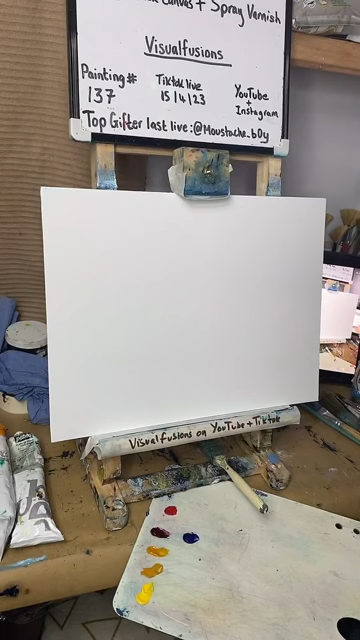 Canvas + Spray Varnish
Visualfusions
Painting # 137
Tiktok live 15/4/23
YouTube + Instagram
Top Gifter last live: @Moustache_b0y
Visualfusions on YouTube + Tiktok